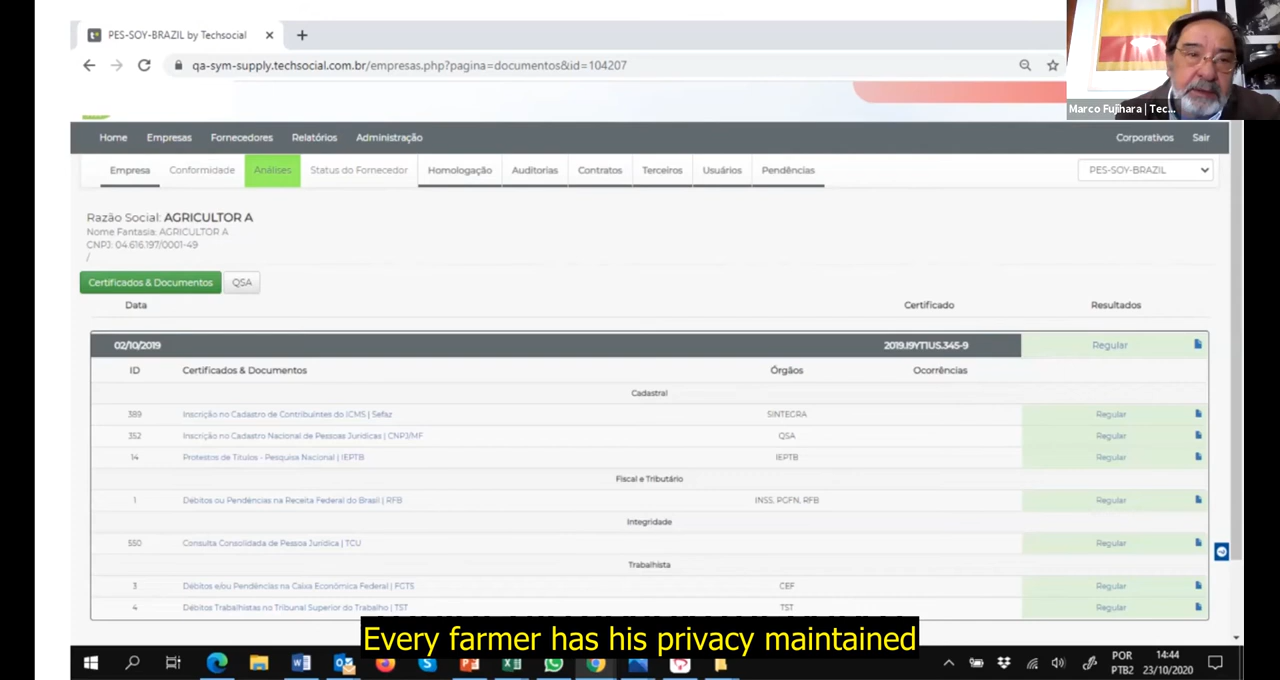 PES-SOY-BRAZIL by Techsocial
qa-sym-supply.techsocial.com.br/empresas.php?pagina=documentos&id=104207
Marco Fujihara | Tec...
Home Empresas Fornecedores Relatórios Administração Corporativos Sair
Empresa Conformidade Análises Status do Fornecedor Homologação Auditorias Contratos Terceiros Usuários Pendências PES-SOY-BRAZIL
Razão Social: AGRICULTOR A
Nome Fantasia: AGRICULTOR A
CNPJ: 04.616.197/0001-49
/
Certificados & Documentos QSA
Data Certificado Resultados
02/10/2019 2019.I9YT1US.345-9 Regular
ID Certificados & Documentos Órgãos Ocorrências
Cadastral
389 Inscrição no Cadastro de Contribuintes do ICMS | Sefaz SINTEGRA Regular
352 Inscrição no Cadastro Nacional de Pessoas Jurídicas | CNPJ/MF QSA Regular
14 Protestos de Títulos - Pesquisa Nacional | IEPTB IEPTB Regular
Fiscal e Tributário
1 Débitos ou Pendências na Receita Federal do Brasil | RFB INSS, PGFN, RFB Regular
Integridade
550 Consulta Consolidada de Pessoa Jurídica | TCU Regular
Trabalhista
3 Débitos e/ou Pendências na Caixa Econômica Federal | FGTS CEF Regular
4 Débitos Trabalhistas no Tribunal Superior do Trabalho | TST TST Regular
Every farmer has his privacy maintained
POR 14:44
PTB2 23/10/2020